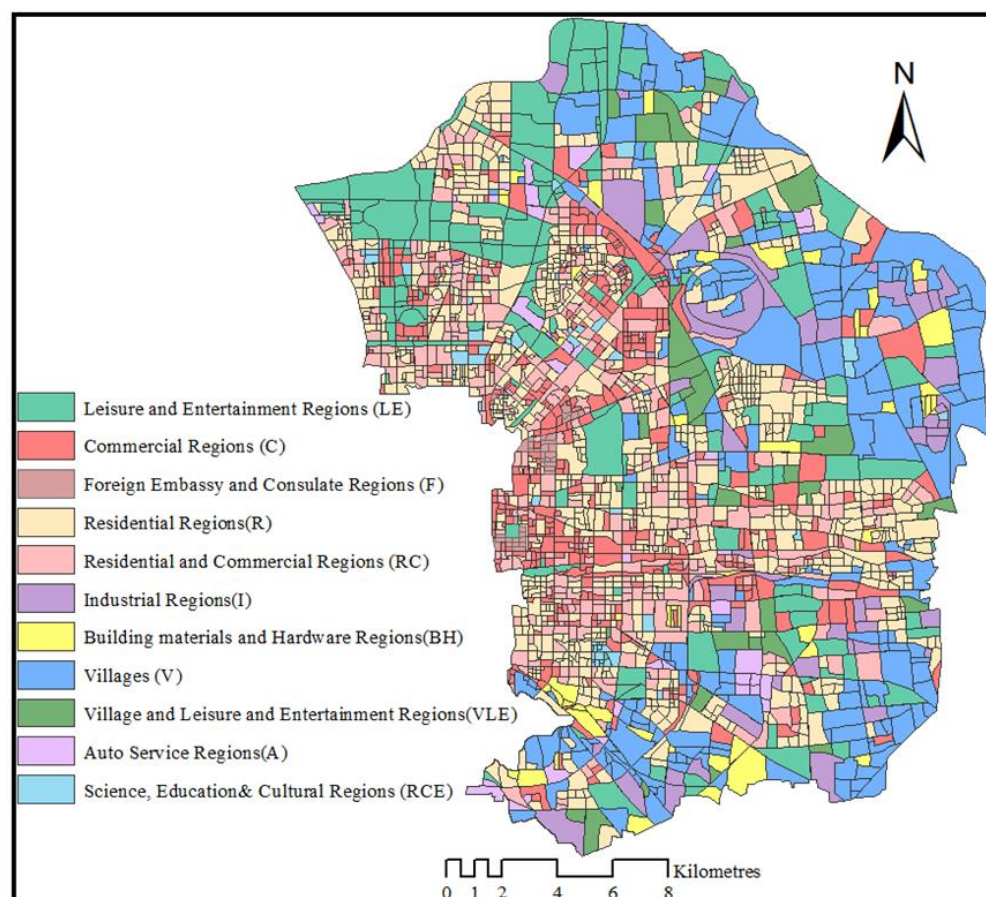 N
Leisure and Entertainment Regions (LE)
Commercial Regions (C)
Foreign Embassy and Consulate Regions (F)
Residential Regions(R)
Residential and Commercial Regions (RC)
Industrial Regions(I)
Building materials and Hardware Regions(BH)
Villages (V)
Village and Leisure and Entertainment Regions(VLE)
Auto Service Regions(A)
Science, Education& Cultural Regions (RCE)
Kilometres
0 1 2 4 6 8